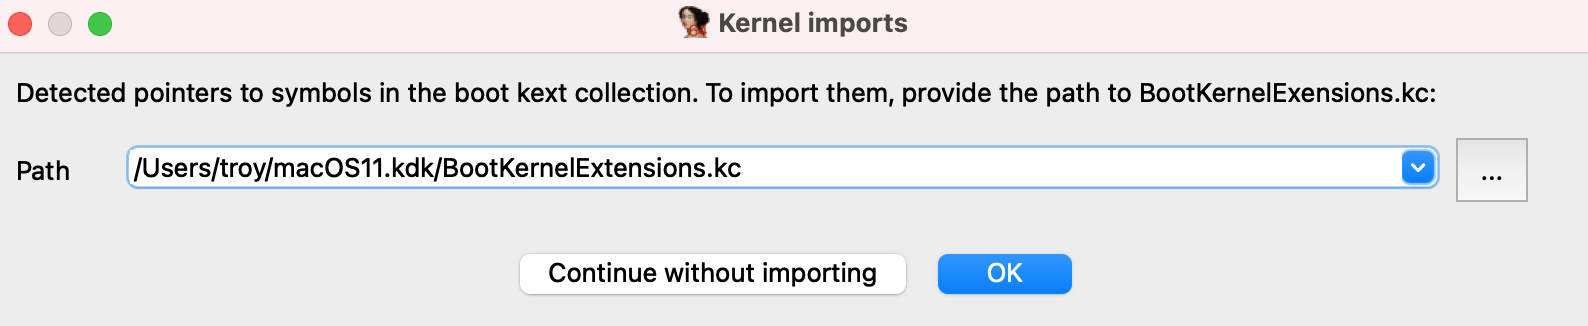 Kernel imports
Detected pointers to symbols in the boot kext collection. To import them, provide the path to BootKernelExensions.kc:
Path /Users/troy/macOS11.kdk/BootKernelExtensions.kc ...
Continue without importing OK